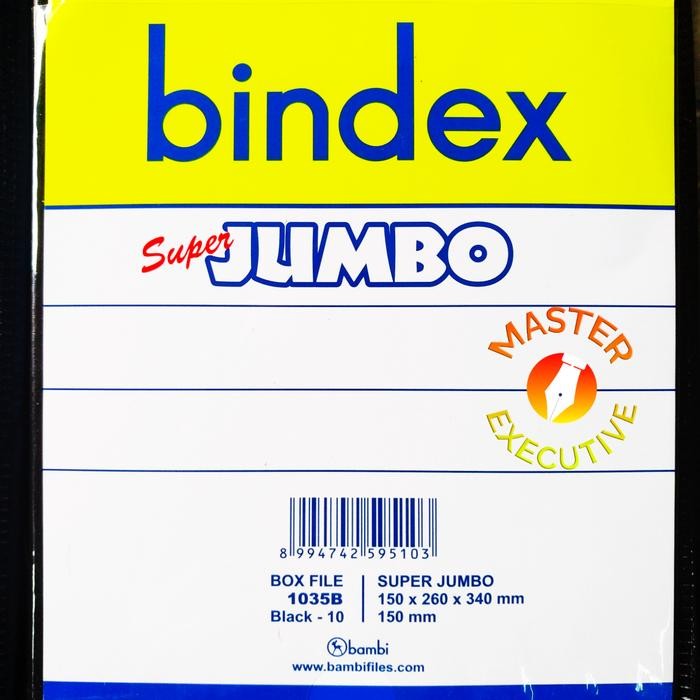 bindex
Super JUMBO
MASTER
EXECUTIVE
8 994742 595103
BOX FILE
1035B
Black - 10
SUPER JUMBO
150 x 260 x 340 mm
150 mm
bambi
www.bambifiles.com